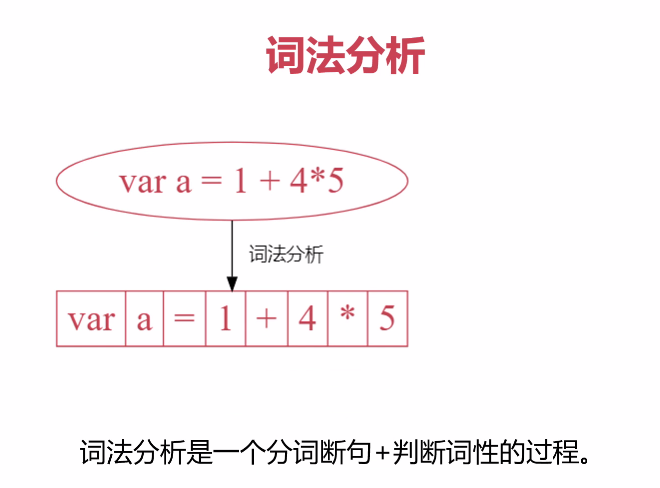 词法分析
var a = 1 + 4*5
词法分析
var a = 1 + 4 * 5
词法分析是一个分词断句+判断词性的过程。